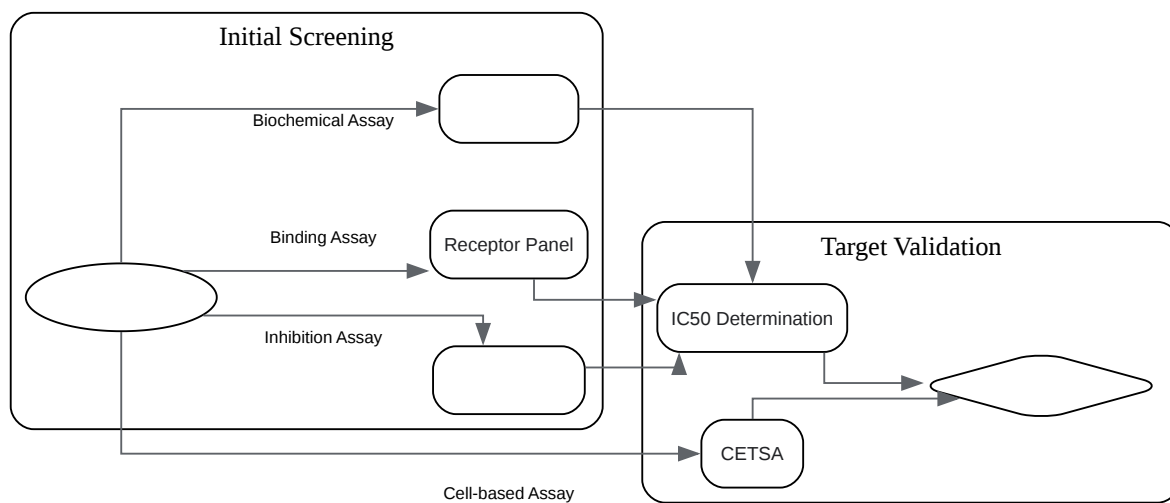 Initial Screening
Biochemical Assay
Binding Assay
Receptor Panel
Inhibition Assay
Target Validation
IC50 Determination
CETSA
Cell-based Assay